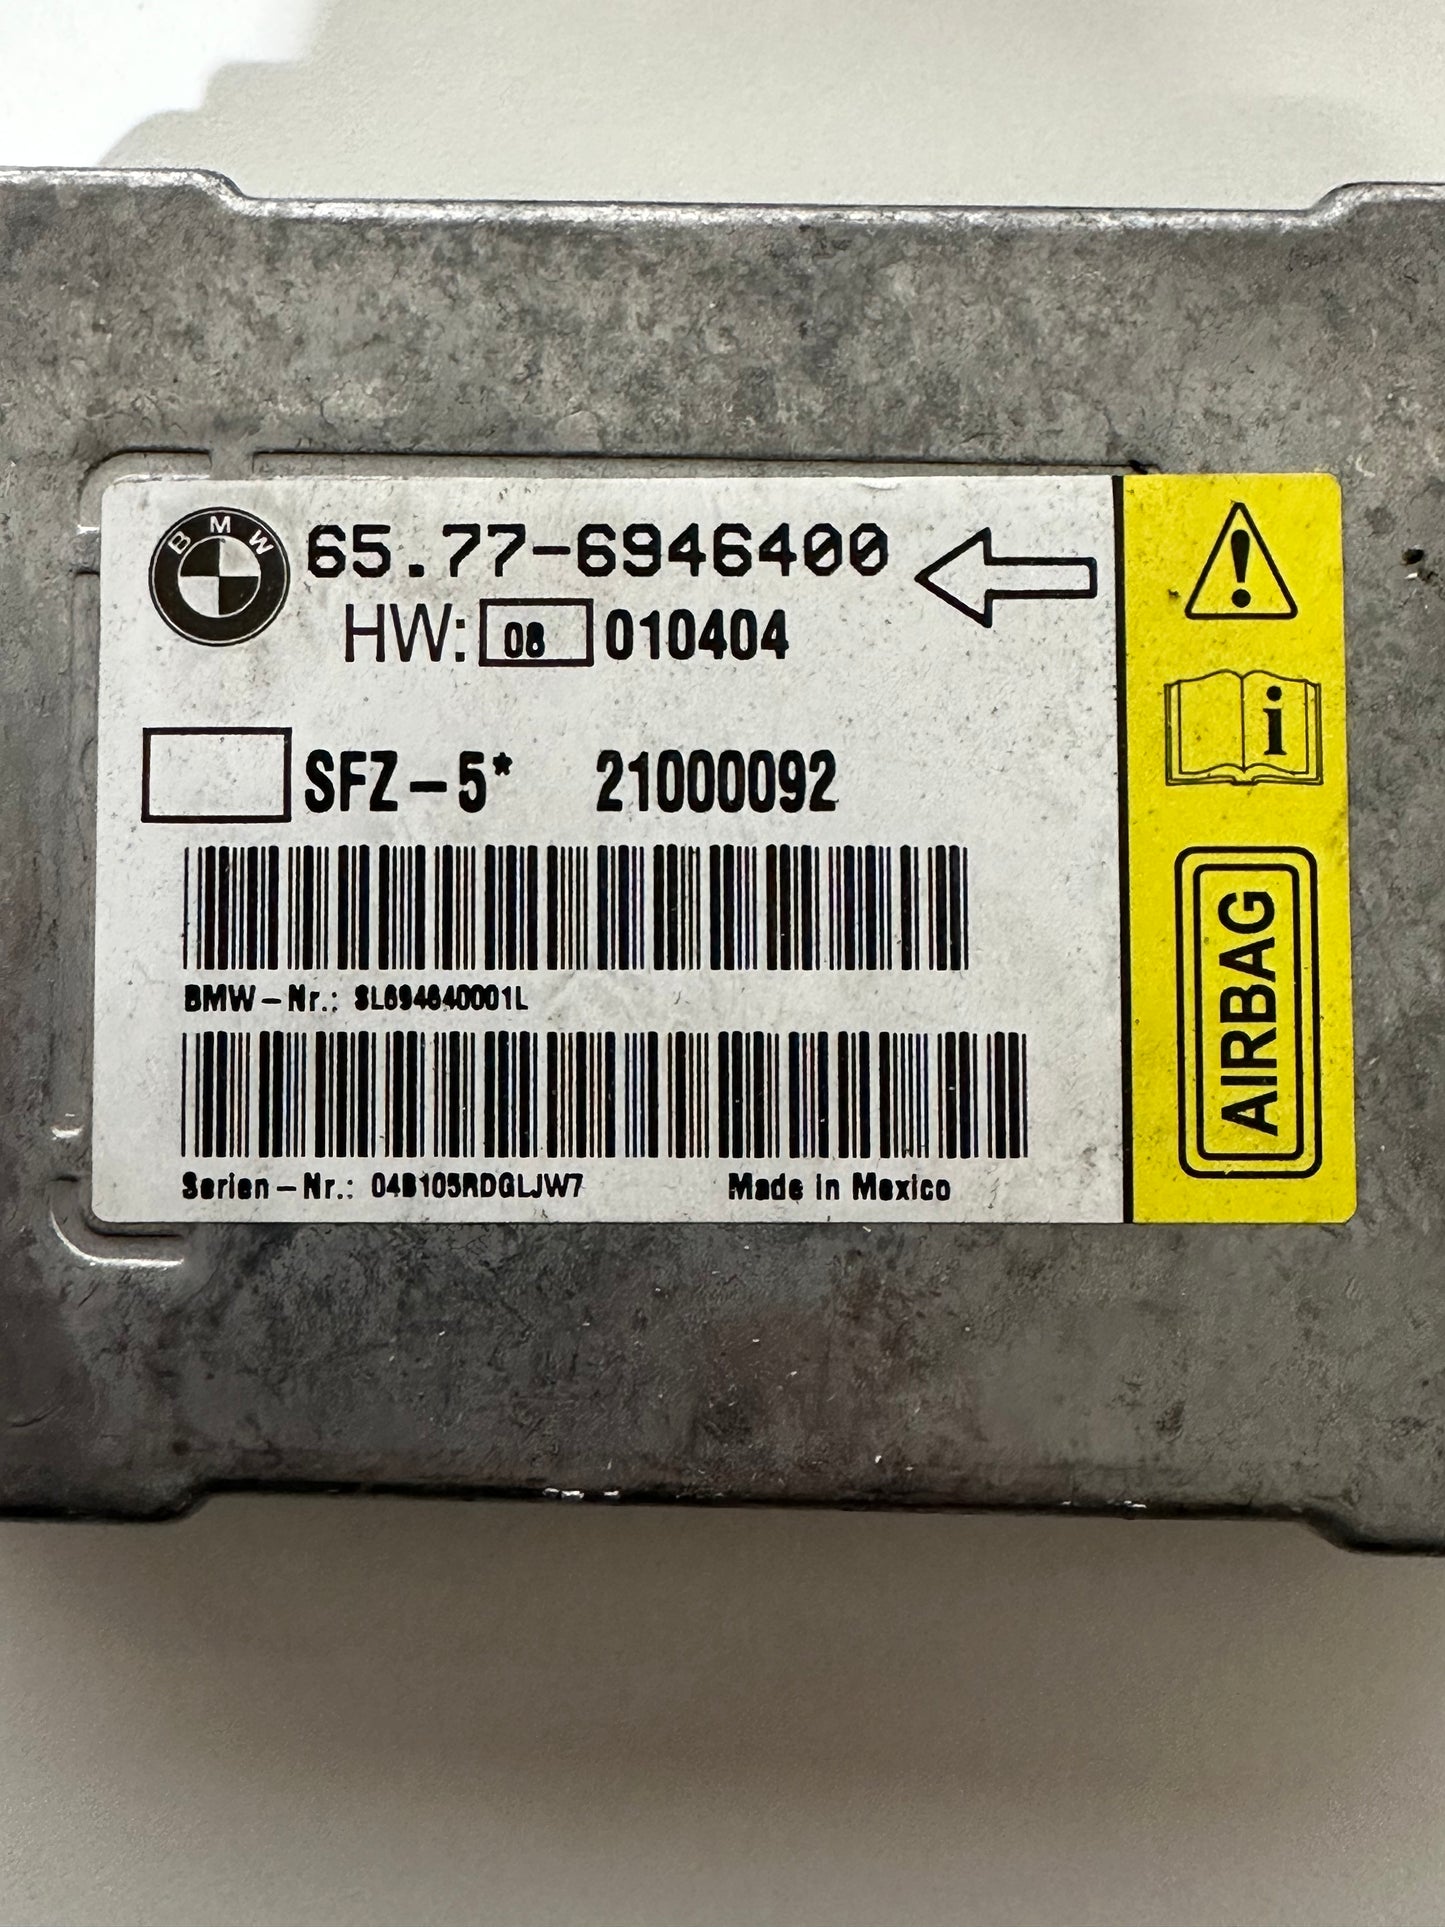 BMW
65.77-6946400
HW: 08 010404
SFZ-5* 21000092
BMW-Nr.: SL694640001L
Serien-Nr.: 04B105RDGLJW7 Made in Mexico
i
AIRBAG